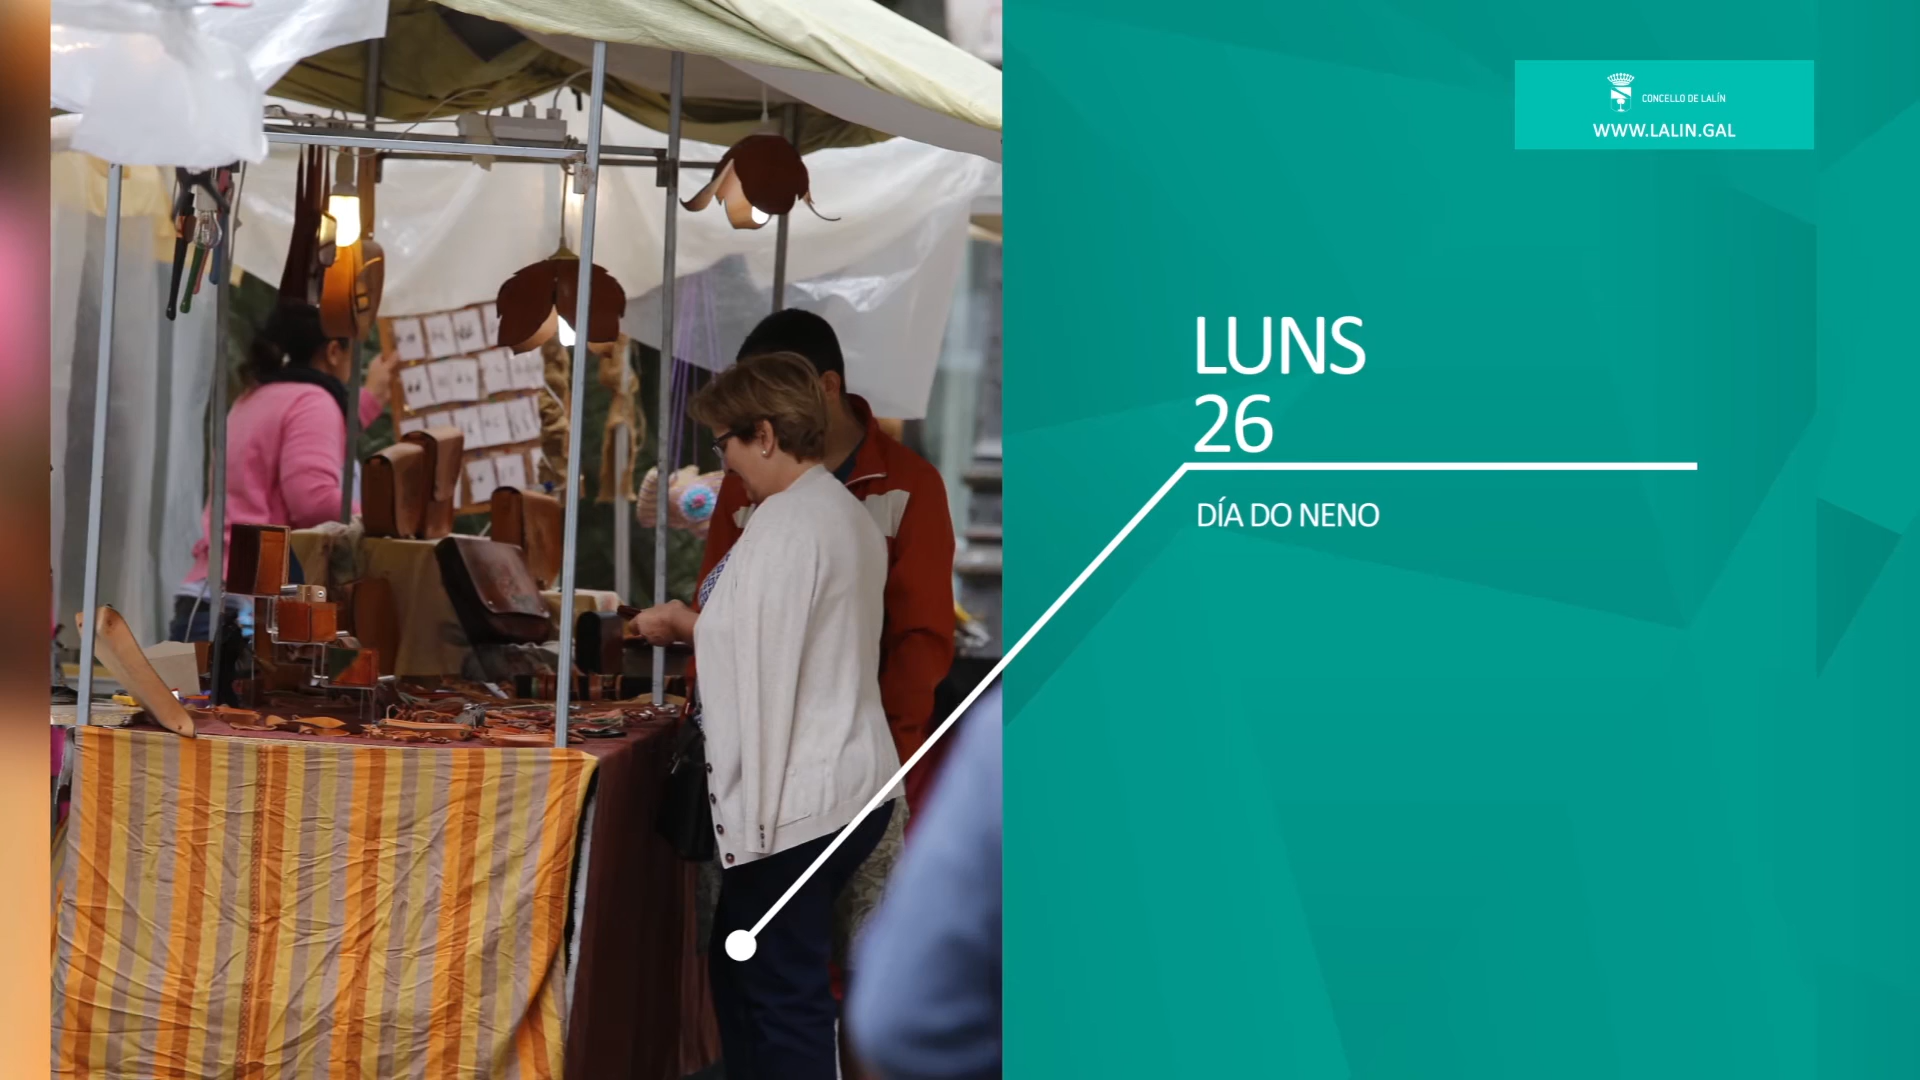 CONCELLO DE LALÍN
WWW.LALIN.GAL
LUNS
26
DÍA DO NENO